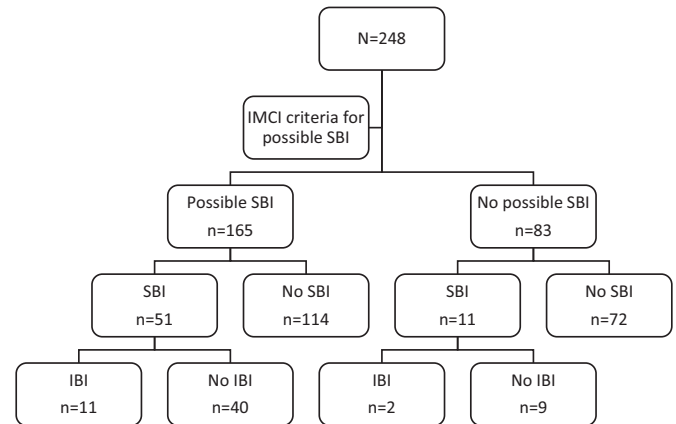 N=248
IMCI criteria for
possible SBI
Possible SBI
n=165
No possible SBI
n=83
SBI
n=51
No SBI
n=114
SBI
n=11
No SBI
n=72
IBI
n=11
No IBI
n=40
IBI
n=2
No IBI
n=9